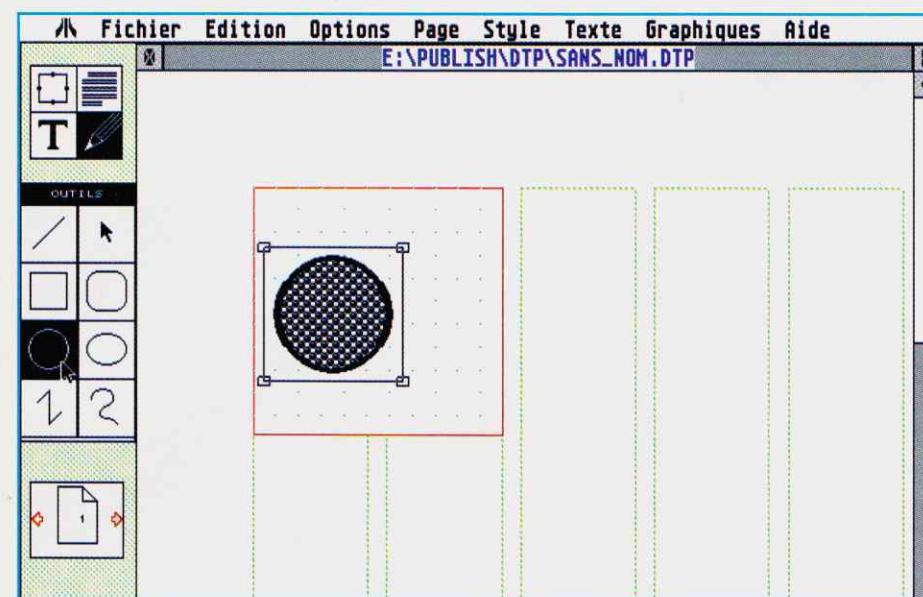 Fichier Edition Options Page Style Texte Graphiques Aide
E:\PUBLISH\DTP\SANS_NOM.DTP
T
OUTILS
1